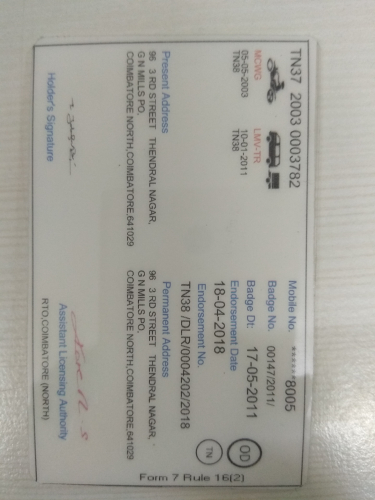 TN37 2003 0003782
MCWG LMV-TR
05-05-2003 10-01-2011
TN38 TN38
Mobile No. ******8005
Badge No. 00147/2011/
Badge Dt: 17-05-2011
Endorsement Date
18-04-2018
Endorsement No.
TN38 /DLR/0004202/2018
OD
TN
Present Address
96 3 RD STREET THENDRAL NAGAR,
G N MILLS PO,
COIMBATORE NORTH,COIMBATORE,641029
Permanent Address
96 3 RD STREET THENDRAL NAGAR,
G N MILLS PO,
COIMBATORE NORTH,COIMBATORE,641029
Holder's Signature
Assistant Licensing Authority
RTO,COIMBATORE (NORTH)
Form 7 Rule 16(2)